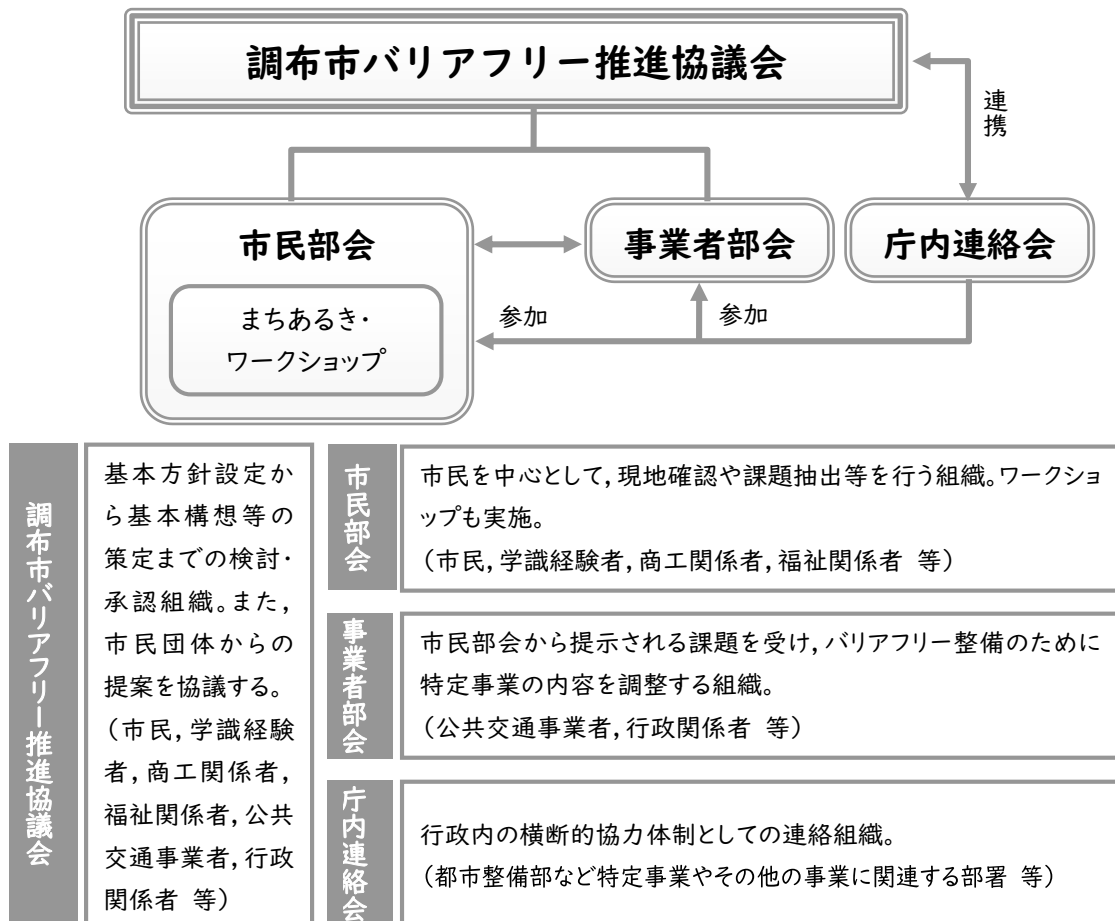 調布市バリアフリー推進協議会
連携
市民部会
事業者部会
庁内連絡会
まちあるき・
ワークショップ
参加
参加
調布市バリアフリー推進協議会
基本方針設定か
ら基本構想等の
策定までの検討・
承認組織。また,
市民団体からの
提案を協議する。
(市民,学識経験
者,商工関係者,
福祉関係者,公共
交通事業者,行政
関係者 等)
市民部会
市民を中心として,現地確認や課題抽出等を行う組織。ワークショ
ップも実施。
(市民,学識経験者,商工関係者,福祉関係者 等)
事業者部会
市民部会から提示される課題を受け,バリアフリー整備のために
特定事業の内容を調整する組織。
(公共交通事業者,行政関係者 等)
庁内連絡会
行政内の横断的協力体制としての連絡組織。
(都市整備部など特定事業やその他の事業に関連する部署 等)